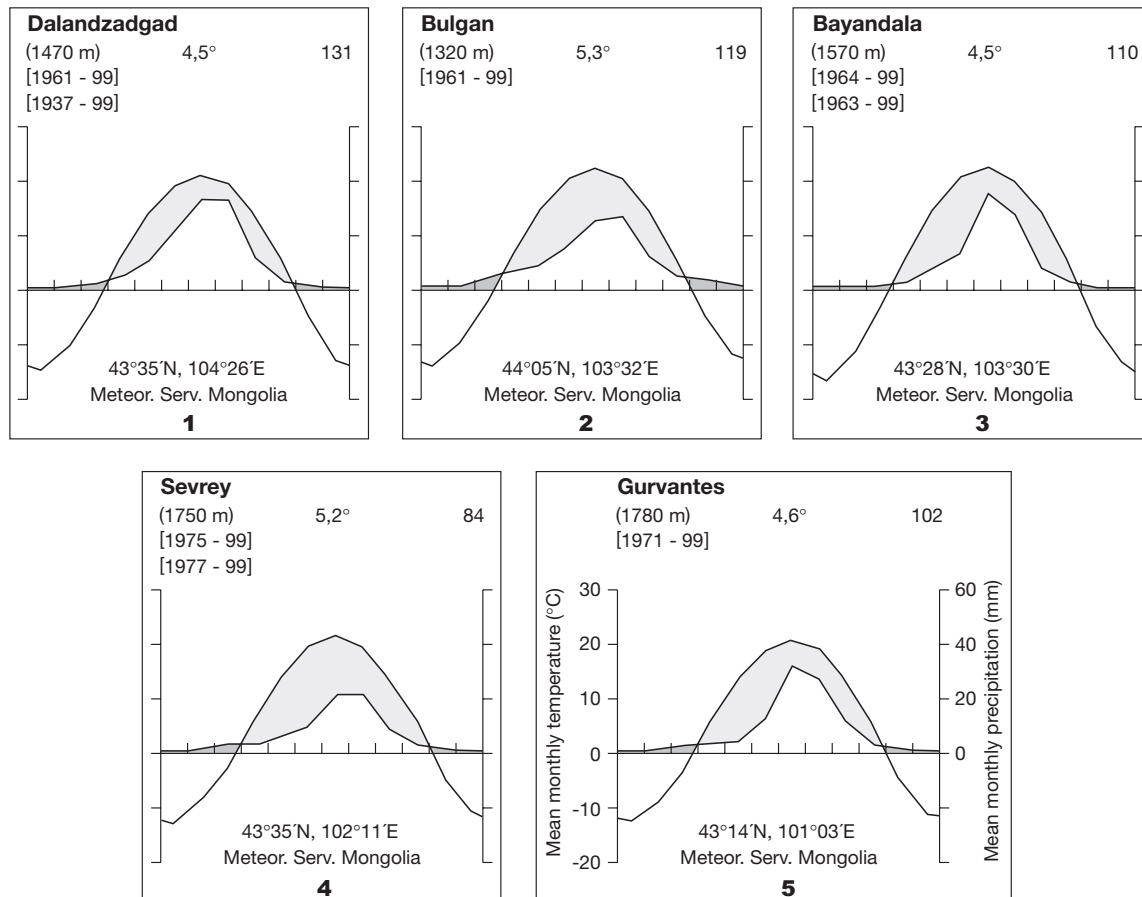 Dalandzadgad
(1470 m) 4,5° 131
[1961 - 99]
[1937 - 99]
43°35´N, 104°26´E
Meteor. Serv. Mongolia
1
Bulgan
(1320 m) 5,3° 119
[1961 - 99]
44°05´N, 103°32´E
Meteor. Serv. Mongolia
2
Bayandala
(1570 m) 4,5° 110
[1964 - 99]
[1963 - 99]
43°28´N, 103°30´E
Meteor. Serv. Mongolia
3
Sevrey
(1750 m) 5,2° 84
[1975 - 99]
[1977 - 99]
43°35´N, 102°11´E
Meteor. Serv. Mongolia
4
Gurvantes
(1780 m) 4,6° 102
[1971 - 99]
Mean monthly temperature (°C)
30
20
10
0
-10
-20
60
40
20
0
Mean monthly precipitation (mm)
43°14´N, 101°03´E
Meteor. Serv. Mongolia
5